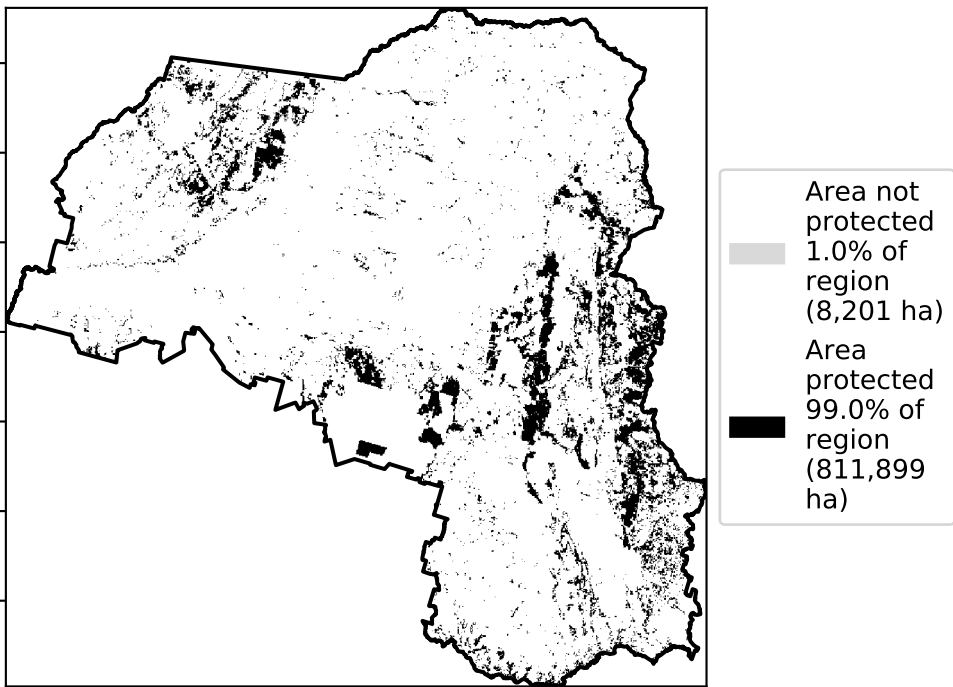 Area not
protected
1.0% of
region
(8,201 ha)
Area
protected
99.0% of
region
(811,899
ha)